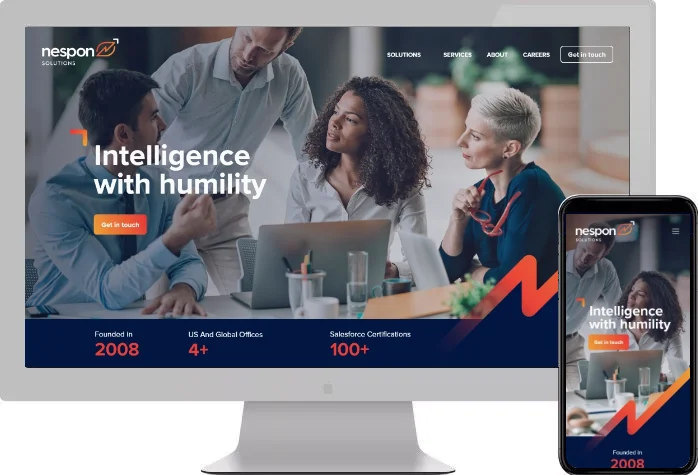 nespon
SOLUTIONS
SOLUTIONS SERVICES ABOUT CAREERS Get in touch
Intelligence
with humility
Get in touch
Founded in
2008
US And Global Offices
4+
Salesforce Certifications
100+
nespon
SOLUTIONS
Intelligence
with humility
Get in touch
Founded in
2008